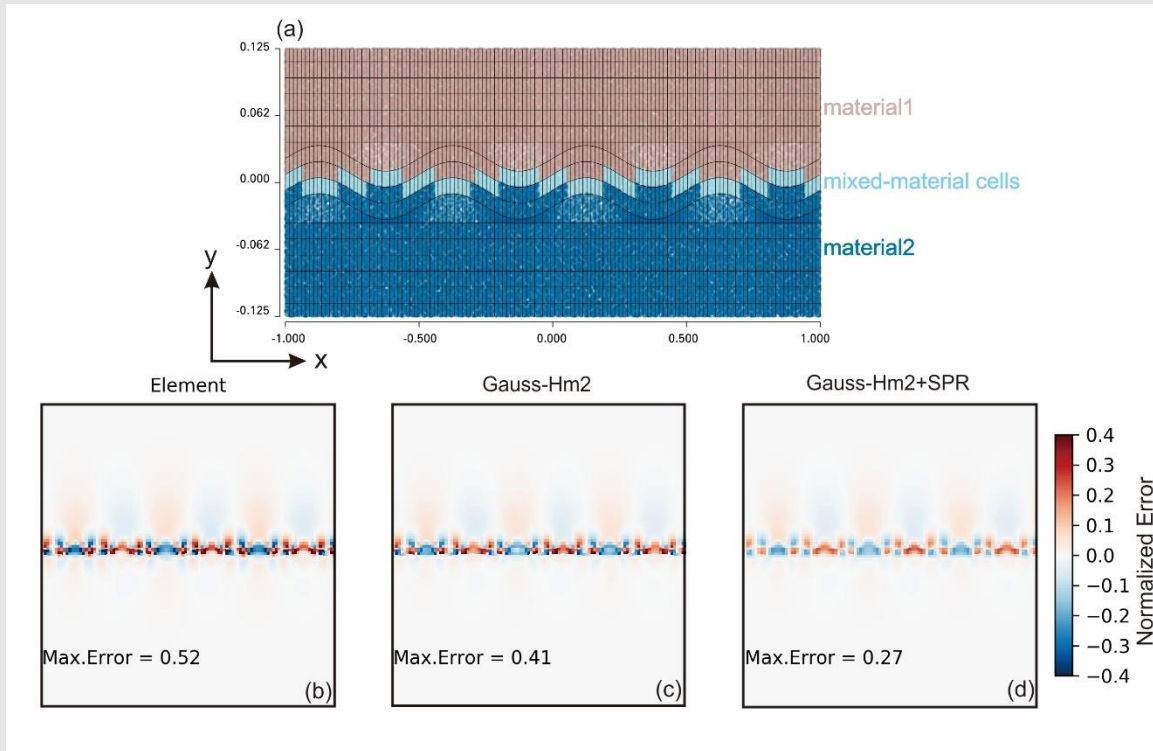 (a)
0.125
0.062
0.000
-0.062
-0.125
material1
mixed-material cells
material2
y
x
-1.000 -0.500 0.000 0.500 1.000
Element Gauss-Hm2 Gauss-Hm2+SPR
Max.Error = 0.52
(b)
Max.Error = 0.41
(c)
Max.Error = 0.27
(d)
0.4
0.3
0.2
0.1
0.0
−0.1
−0.2
−0.3
−0.4
Normalized Error